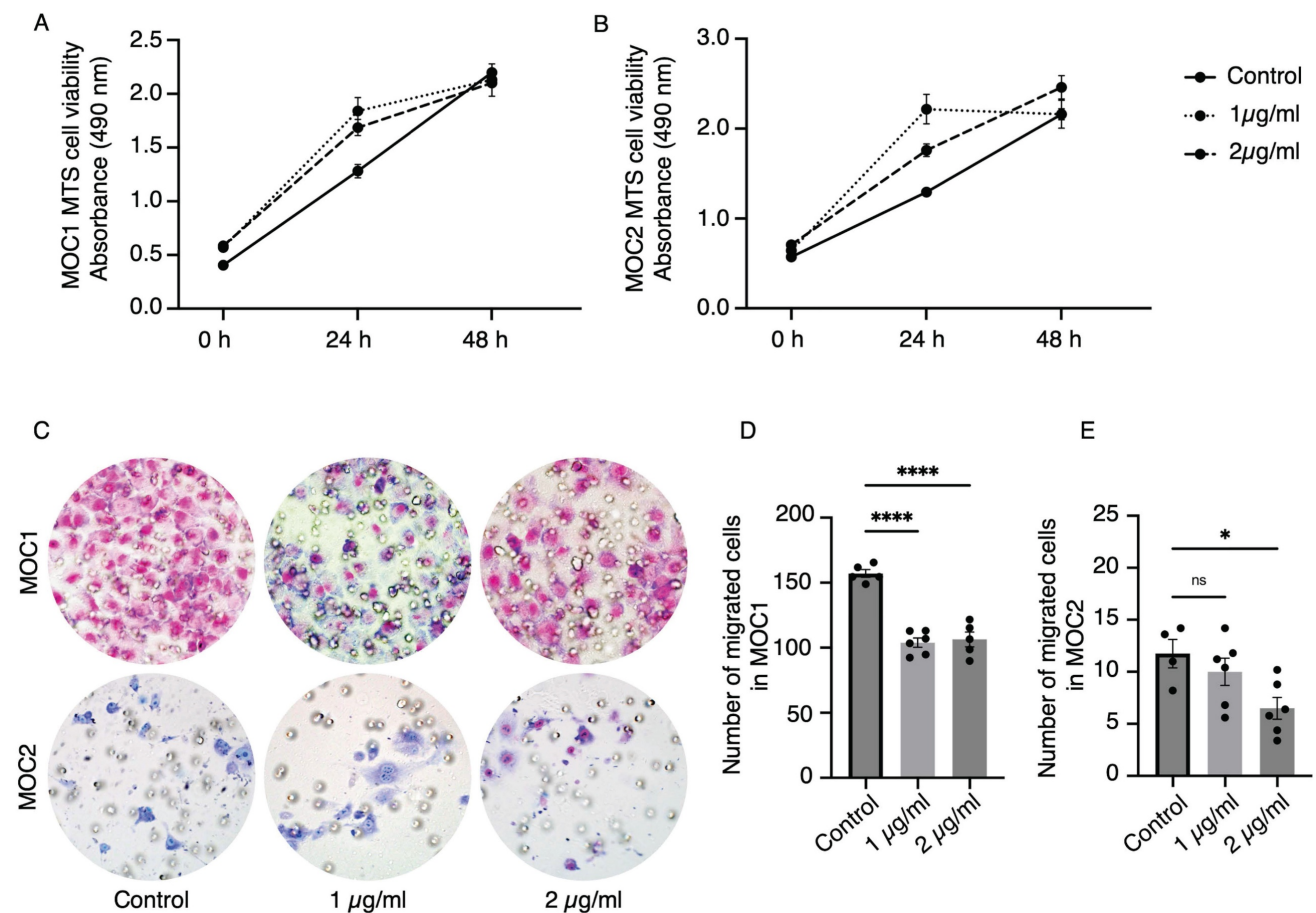 A
MOC1 MTS cell viability
Absorbance (490 nm)
2.5
2.0
1.5
1.0
0.5
0.0
0 h
24 h
48 h
B
MOC2 MTS cell viability
Absorbance (490 nm)
3.0
2.0
1.0
0.0
0 h
24 h
48 h
Control
1µg/ml
2µg/ml
C
MOC1
MOC2
Control
1 µg/ml
2 µg/ml
D
Number of migrated cells
in MOC1
200
150
100
50
0
****
****
Control
1 µg/ml
2 µg/ml
E
Number of migrated cells
in MOC2
25
20
15
10
5
0
*
ns
Control
1 µg/ml
2 µg/ml